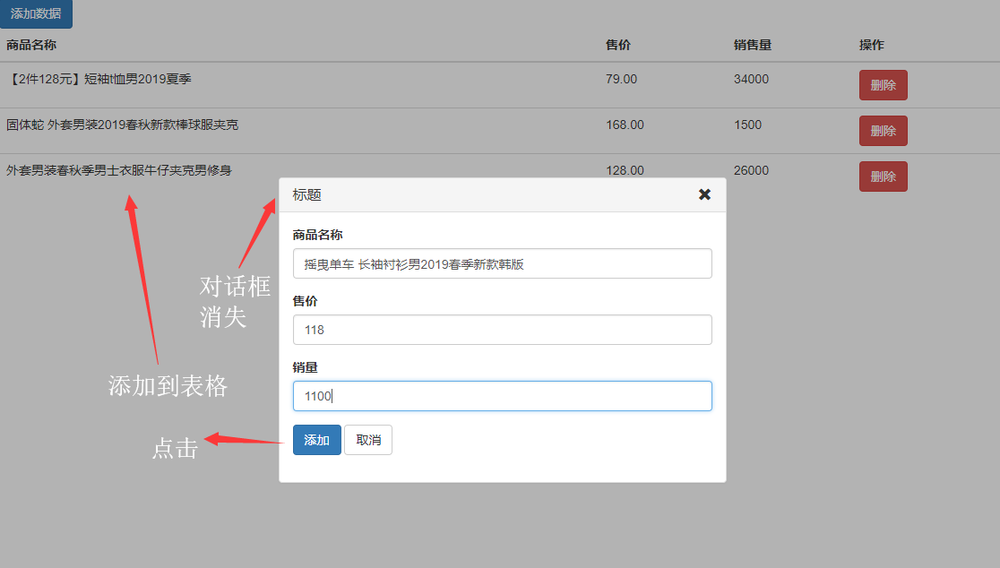 添加数据
商品名称 售价 销售量 操作
【2件128元】短袖t恤男2019夏季 79.00 34000 删除
固体蛇 外套男装2019春秋新款棒球服夹克 168.00 1500 删除
外套男装春秋季男士衣服牛仔夹克男修身 128.00 26000 删除
标题
商品名称
摇曳单车 长袖衬衫男2019春季新款韩版
售价
118
销量
1100
添加 取消
对话框
消失
添加到表格
点击